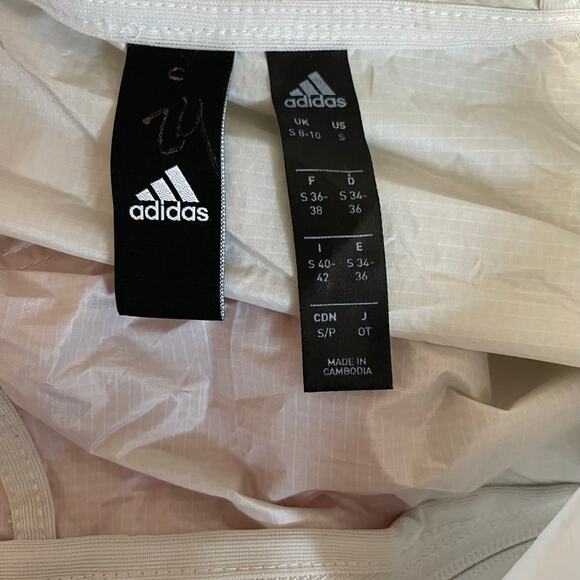 adidas
adidas
UK US
S 8-10 S
F D
S 36- S 34-
38 36
I E
S 40- S 34-
42 36
CDN J
S/P OT
MADE IN
CAMBODIA